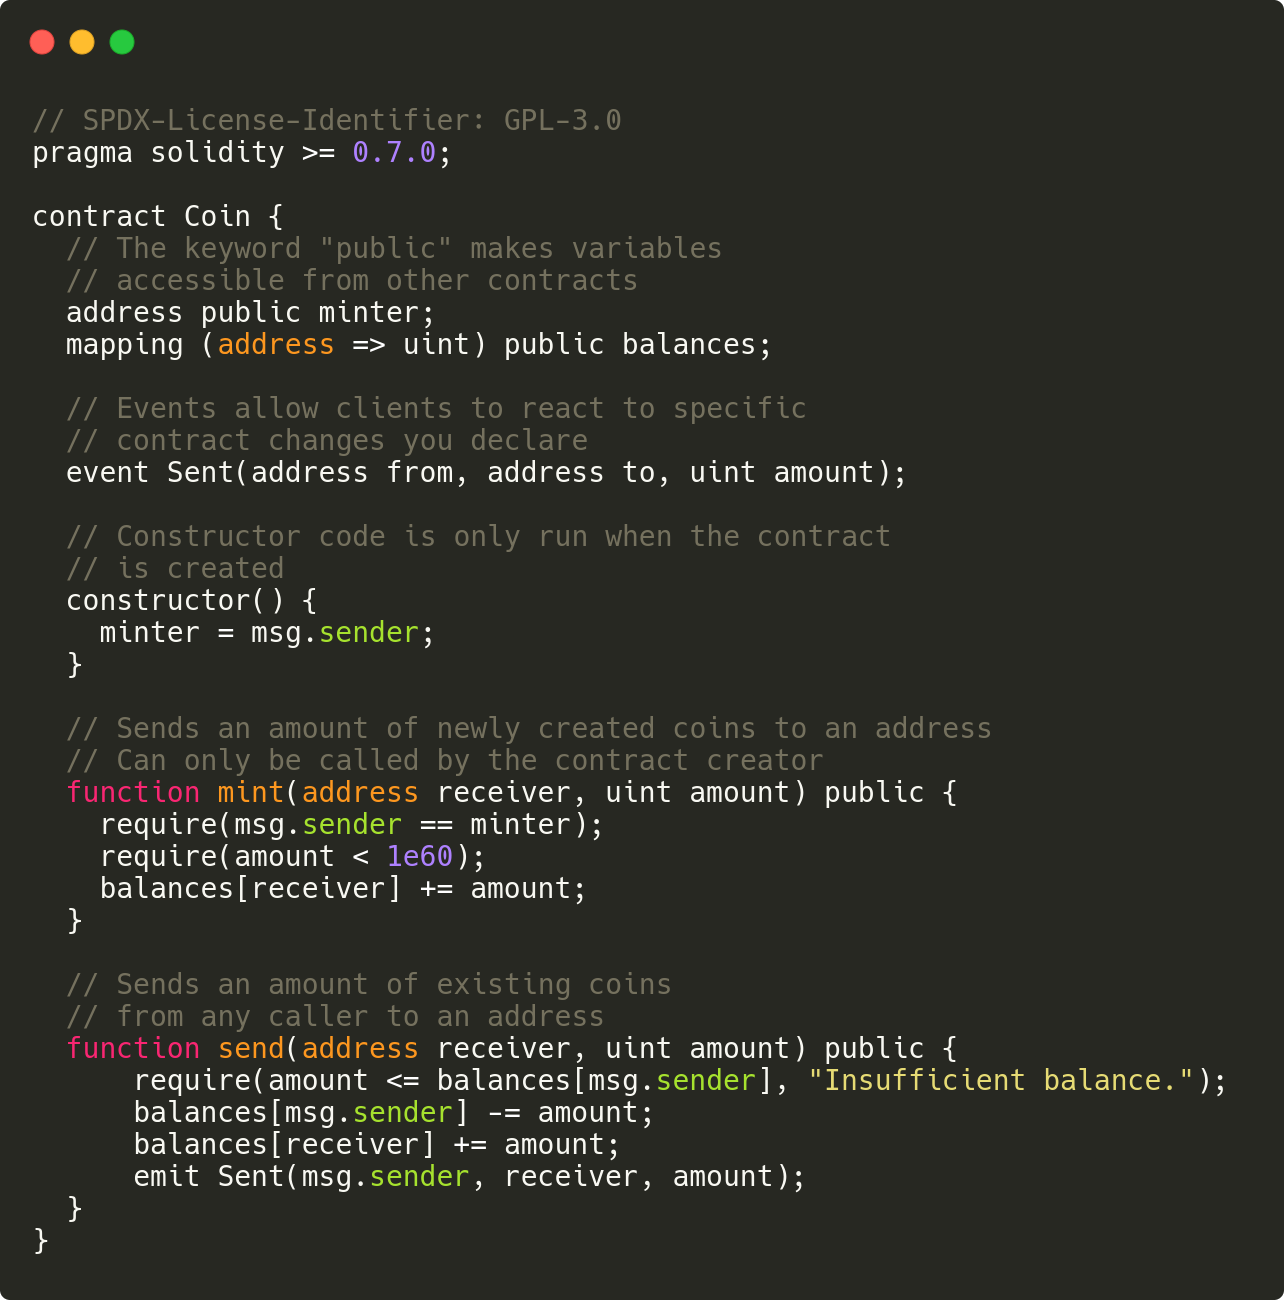 // SPDX-License-Identifier: GPL-3.0
pragma solidity >= 0.7.0;

contract Coin {
  // The keyword "public" makes variables
  // accessible from other contracts
  address public minter;
  mapping (address => uint) public balances;

  // Events allow clients to react to specific
  // contract changes you declare
  event Sent(address from, address to, uint amount);

  // Constructor code is only run when the contract
  // is created
  constructor() {
    minter = msg.sender;
  }

  // Sends an amount of newly created coins to an address
  // Can only be called by the contract creator
  function mint(address receiver, uint amount) public {
    require(msg.sender == minter);
    require(amount < 1e60);
    balances[receiver] += amount;
  }

  // Sends an amount of existing coins
  // from any caller to an address
  function send(address receiver, uint amount) public {
      require(amount <= balances[msg.sender], "Insufficient balance.");
      balances[msg.sender] -= amount;
      balances[receiver] += amount;
      emit Sent(msg.sender, receiver, amount);
  }
}